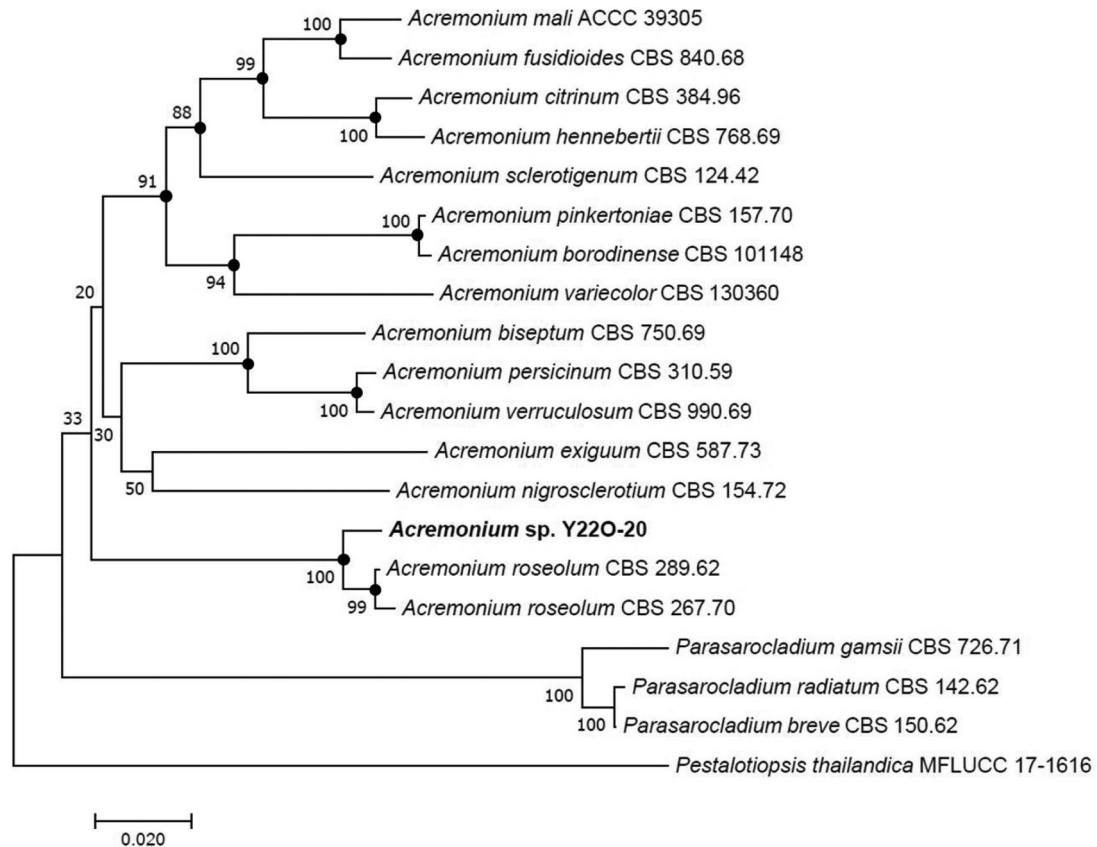 100
Acremonium mali ACCC 39305
Acremonium fusidioides CBS 840.68
99
Acremonium citrinum CBS 384.96
88
100
Acremonium hennebertii CBS 768.69
Acremonium sclerotigenum CBS 124.42
91
100
Acremonium pinkertoniae CBS 157.70
Acremonium borodinense CBS 101148
94
20
Acremonium variecolor CBS 130360
Acremonium biseptum CBS 750.69
100
Acremonium persicinum CBS 310.59
100
Acremonium verruculosum CBS 990.69
33
30
Acremonium exiguum CBS 587.73
50
Acremonium nigrosclerotium CBS 154.72
Acremonium sp. Y22O-20
100
Acremonium roseolum CBS 289.62
99
Acremonium roseolum CBS 267.70
Parasarocladium gamsii CBS 726.71
100
Parasarocladium radiatum CBS 142.62
100
Parasarocladium breve CBS 150.62
Pestalotiopsis thailandica MFLUCC 17-1616
0.020